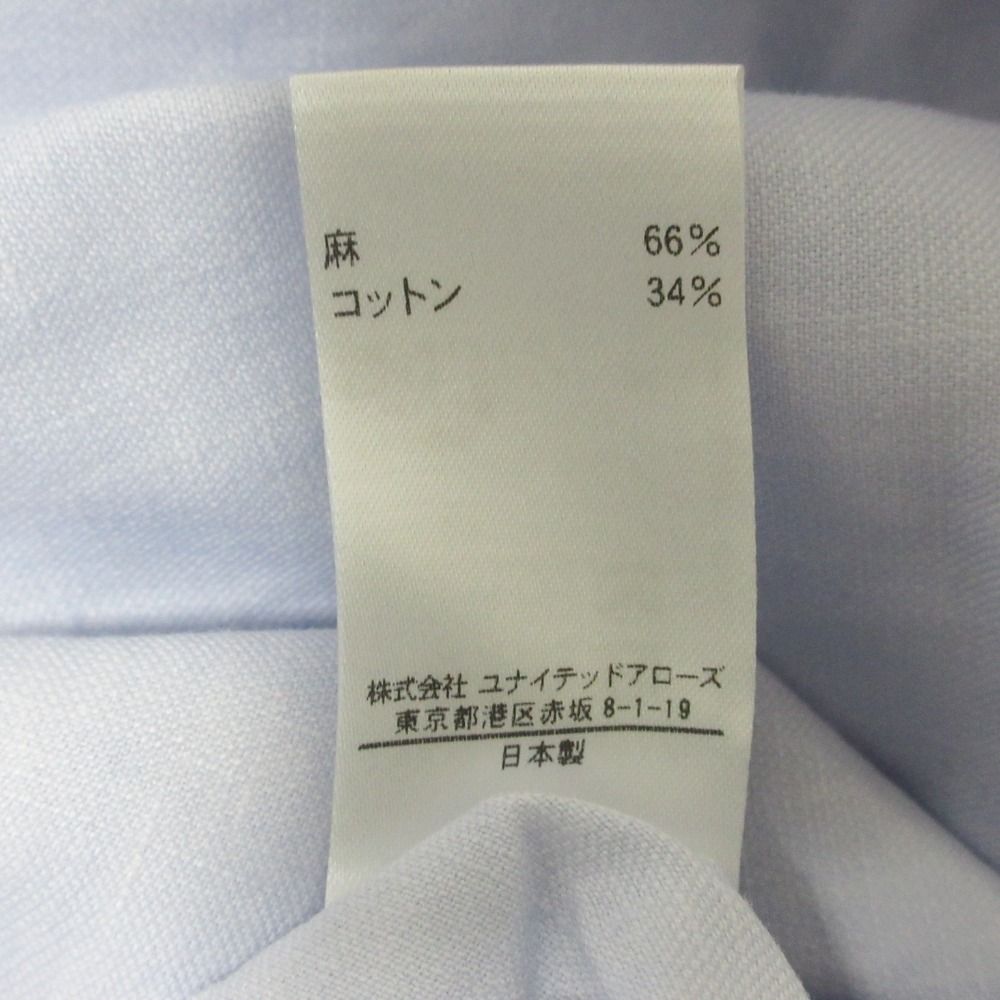 麻 66%
コットン 34%
株式会社 ユナイテッドアローズ
東京都港区赤坂 8-1-19
日本製